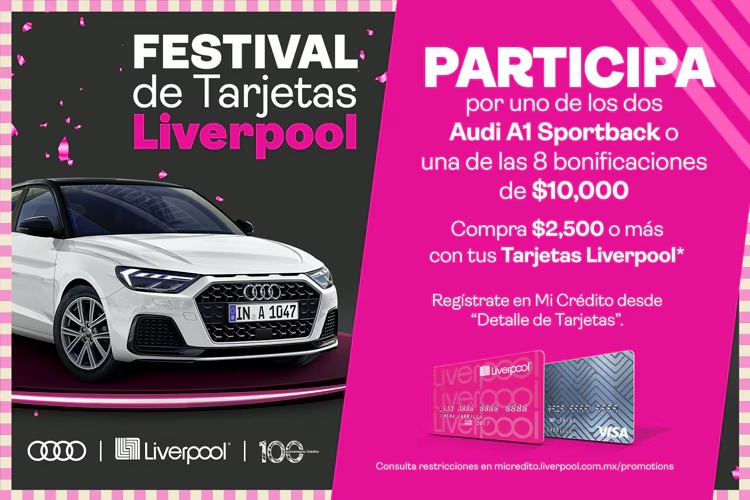 FESTIVAL
de Tarjetas
Liverpool
IN A 1047
Liverpool
100
PARTICIPA
por uno de los dos
Audi A1 Sportback o
una de las 8 bonificaciones
de $10,000
Compra $2,500 o más
con tus Tarjetas Liverpool*
Regístrate en Mi Crédito desde
“Detalle de Tarjetas”.
Liverpool
Liverpool
Liverpool
VISA
Consulta restricciones en micredito.liverpool.com.mx/promotions